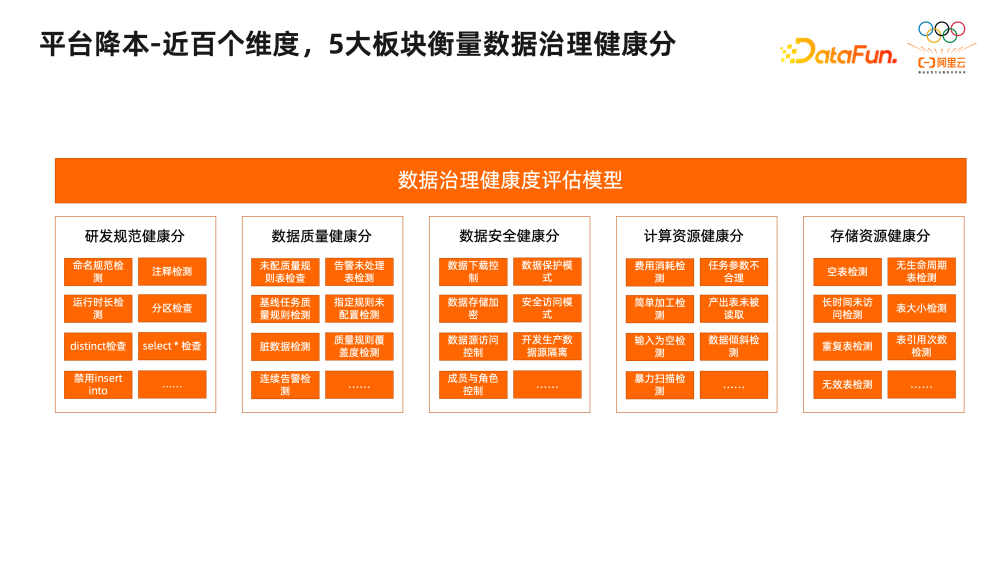 平台降本-近百个维度，5大板块衡量数据治理健康分
DataFun.
阿里云
数据治理健康度评估模型
研发规范健康分
命名规范检
测
注释检测
运行时长检
测
分区检查
distinct检查
select * 检查
禁用insert
into
……
数据质量健康分
未配质量规
则表检查
告警未处理
表检测
基线任务质
量规则检测
指定规则未
配置检测
脏数据检测
质量规则覆
盖度检测
连续告警检
测
……
数据安全健康分
数据下载控
制
数据保护模
式
数据存储加
密
安全访问模
式
数据源访问
控制
开发生产数
据源隔离
成员与角色
控制
……
计算资源健康分
费用消耗检
测
任务参数不
合理
简单加工检
测
产出表未被
读取
输入为空检
测
数据倾斜检
测
暴力扫描检
测
……
存储资源健康分
空表检测
无生命周期
表检测
长时间未访
问检测
表大小检测
重复表检测
表引用次数
检测
无效表检测
……